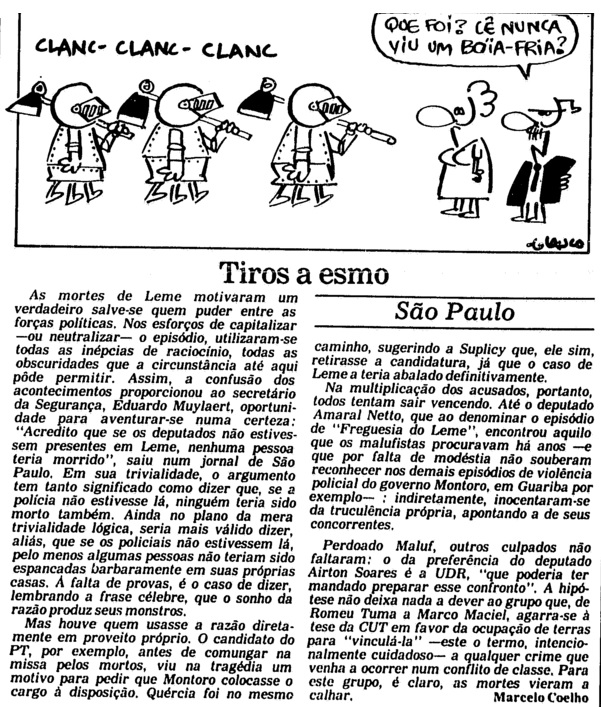 CLANC- CLANC- CLANC
QUE FOI? CÊ NUNCA
VIU UM BÓIA-FRIA?
Glauco
Tiros a esmo
As mortes de Leme motivaram um
verdadeiro salve-se quem puder entre as
forças políticas. Nos esforços de capitalizar
—ou neutralizar— o episódio, utilizaram-se
todas as inépcias de raciocínio, todas as
obscuridades que a circunstância até aqui
pôde permitir. Assim, a confusão dos
acontecimentos proporcionou ao secretário
da Segurança, Eduardo Muylaert, oportuni-
dade para aventurar-se numa certeza:
"Acredito que se os deputados não estives-
sem presentes em Leme, nenhuma pessoa
teria morrido", saiu num jornal de São
Paulo. Em sua trivialidade, o argumento
tem tanto significado como dizer que, se a
polícia não estivesse lá, ninguém teria sido
morto também. Ainda no plano da mera
trivialidade lógica, seria mais válido dizer,
aliás, que se os policiais não estivessem lá,
pelo menos algumas pessoas não teriam sido
espancadas barbaramente em suas próprias
casas. À falta de provas, é o caso de dizer,
lembrando a frase célebre, que o sonho da
razão produz seus monstros.
Mas houve quem usasse a razão direta-
mente em proveito próprio. O candidato do
PT, por exemplo, antes de comungar na
missa pelos mortos, viu na tragédia um
motivo para pedir que Montoro colocasse o
cargo à disposição. Quércia foi no mesmo
São Paulo
caminho, sugerindo a Suplicy que, ele sim,
retirasse a candidatura, já que o caso de
Leme a teria abalado definitivamente.
Na multiplicação dos acusados, portanto,
todos tentam sair vencendo. Até o deputado
Amaral Netto, que ao denominar o episódio
de "Freguesia do Leme", encontrou aquilo
que os malufistas procuravam há anos —e
que por falta de modéstia não souberam
reconhecer nos demais episódios de violência
policial do governo Montoro, em Guariba por
exemplo— : indiretamente, inocentaram-se
da truculência própria, apontando a de seus
concorrentes.
Perdoado Maluf, outros culpados não
faltaram: o da preferência do deputado
Airton Soares é a UDR, "que poderia ter
mandado preparar esse confronto". A hipó-
tese não deixa nada a dever ao grupo que, de
Romeu Tuma a Marco Maciel, agarra-se à
tese da CUT em favor da ocupação de terras
para "vinculá-la" —este o termo, intencio-
nalmente cuidadoso— a qualquer crime que
venha a ocorrer num conflito de classe. Para
este grupo, é claro, as mortes vieram a
calhar. Marcelo Coelho